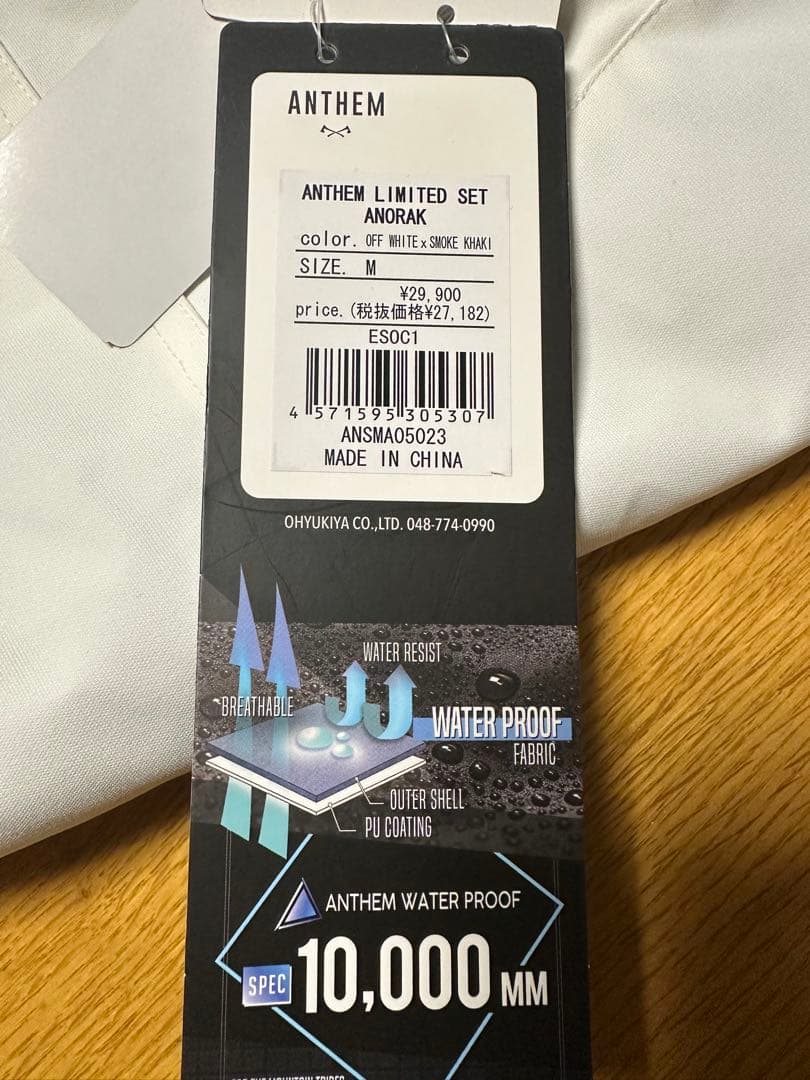 ANTHEM
ANTHEM LIMITED SET
ANORAK
color. OFF WHITE x SMOKE KHAKI
SIZE. M
¥29,900
price. (税抜価格¥27,182)
ESOC1
4 571595 305307
ANSMA05023
MADE IN CHINA
OHYUKIYA CO.,LTD. 048-774-0990
WATER RESIST
BREATHABLE
WATER PROOF
FABRIC
OUTER SHELL
PU COATING
ANTHEM WATER PROOF
SPEC 10,000 MM